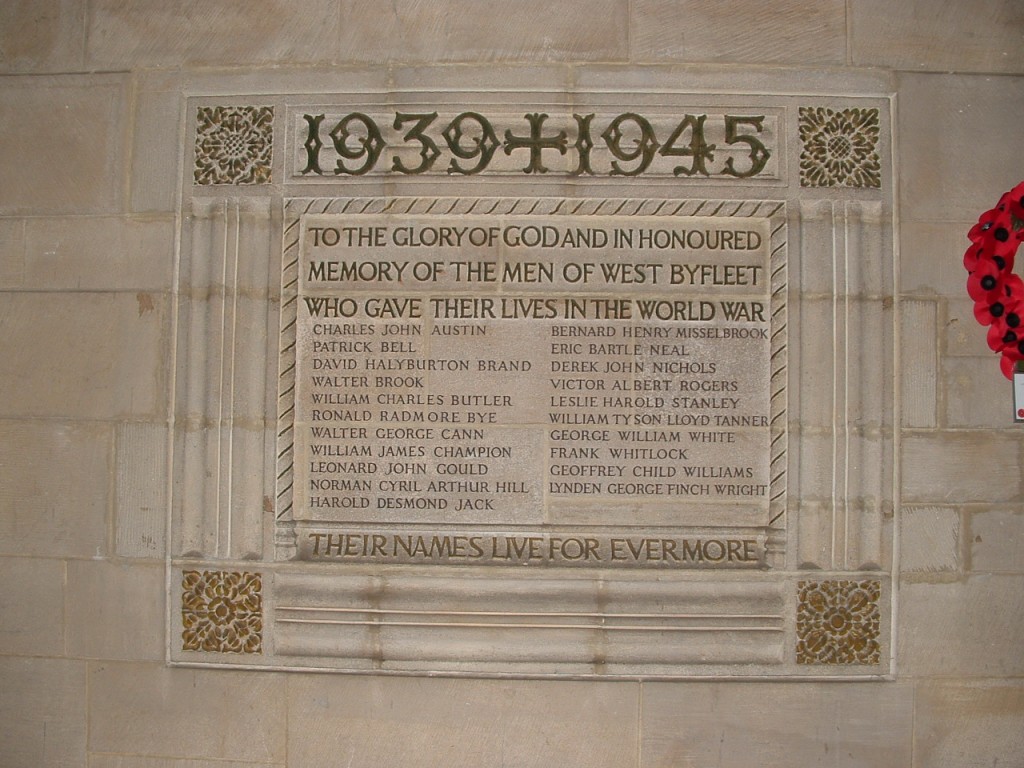 1939 + 1945
TO THE GLORY OF GOD AND IN HONOURED
MEMORY OF THE MEN OF WEST BYFLEET
WHO GAVE THEIR LIVES IN THE WORLD WAR
CHARLES JOHN AUSTIN
PATRICK BELL
DAVID HALYBURTON BRAND
WALTER BROOK
WILLIAM CHARLES BUTLER
RONALD RADMORE BYE
WALTER GEORGE CANN
WILLIAM JAMES CHAMPION
LEONARD JOHN GOULD
NORMAN CYRIL ARTHUR HILL
HAROLD DESMOND JACK
BERNARD HENRY MISSELBROOK
ERIC BARTLE NEAL
DEREK JOHN NICHOLS
VICTOR ALBERT ROGERS
LESLIE HAROLD STANLEY
WILLIAM TYSON LLOYD TANNER
GEORGE WILLIAM WHITE
FRANK WHITLOCK
GEOFFREY CHILD WILLIAMS
LYNDEN GEORGE FINCH WRIGHT
THEIR NAMES LIVE FOR EVERMORE